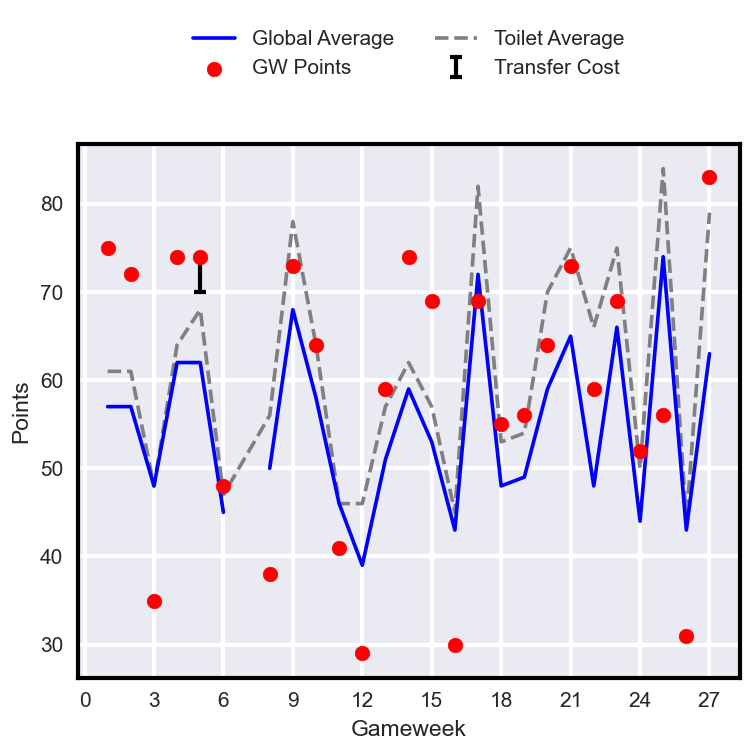 Global Average
Toilet Average
GW Points
Transfer Cost
80
70
60
50
40
30
Points
0 3 6 9 12 15 18 21 24 27
Gameweek